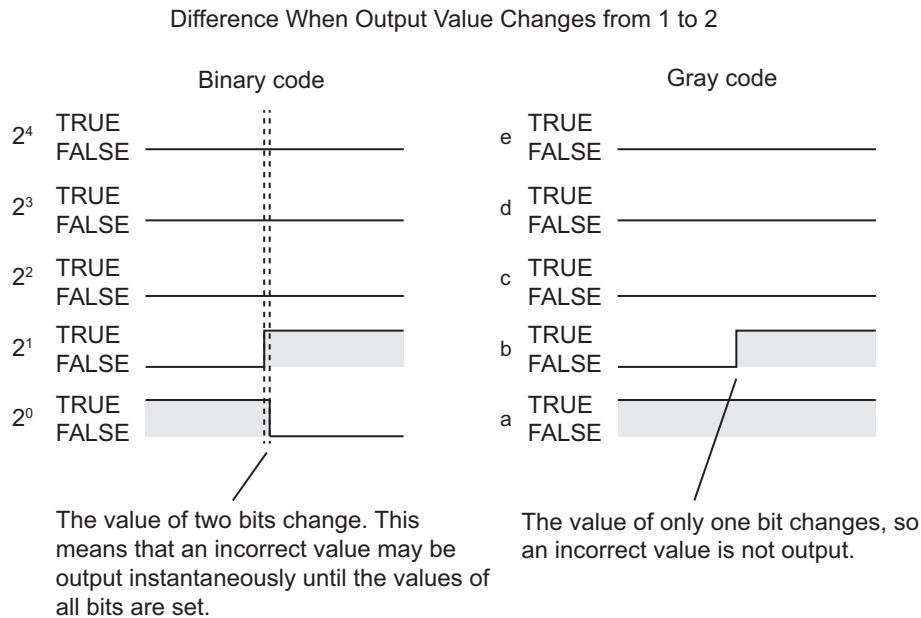 Difference When Output Value Changes from 1 to 2
Binary code
2⁴ TRUE
FALSE
2³ TRUE
FALSE
2² TRUE
FALSE
2¹ TRUE
FALSE
2⁰ TRUE
FALSE
The value of two bits change. This
means that an incorrect value may be
output instantaneously until the values of
all bits are set.
Gray code
e TRUE
FALSE
d TRUE
FALSE
c TRUE
FALSE
b TRUE
FALSE
a TRUE
FALSE
The value of only one bit changes, so
an incorrect value is not output.